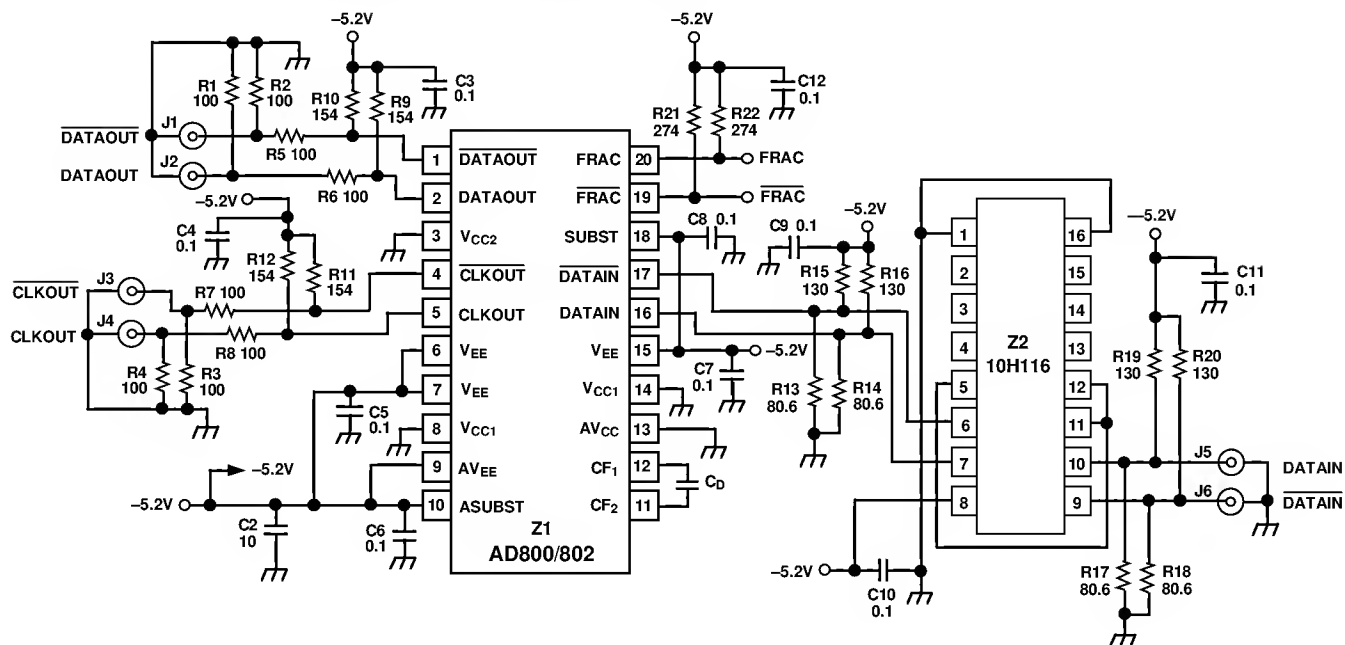 –5.2V
R1
100
R2
100
R10
154
R9
154
C3
0.1
DATAOUT
J1
R5 100
DATAOUT
J2
R6 100
–5.2V
C4
0.1
R12
154
R11
154
CLKOUT
J3
R7 100
CLKOUT
J4
R8 100
R4
100
R3
100
C5
0.1
–5.2V
–5.2V
C2
10
C6
0.1
1 DATAOUT
2 DATAOUT
3 VCC2
4 CLKOUT
5 CLKOUT
6 VEE
7 VEE
8 VCC1
9 AVEE
10 ASUBST
FRAC 20
FRAC 19
SUBST 18
DATAIN 17
DATAIN 16
VEE 15
VCC1 14
AVCC 13
CF1 12
CF2 11
Z1
AD800/802
–5.2V
C12
0.1
R21
274
R22
274
FRAC
FRAC
C8 0.1
C9 0.1
–5.2V
R15
130
R16
130
–5.2V
C7
0.1
R13
80.6
R14
80.6
CD
1
2
3
4
5
6
7
8
16
15
14
13
12
11
10
9
Z2
10H116
–5.2V
C10
0.1
—5.2V
C11
0.1
R19
130
R20
130
J5
DATAIN
J6
DATAIN
R17
80.6
R18
80.6